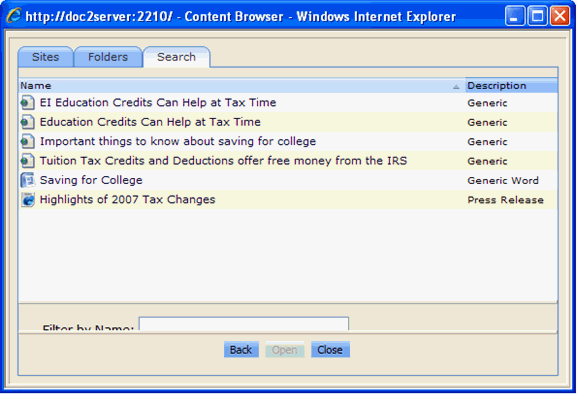 http://doc2server:2210/ - Content Browser - Windows Internet Explorer
Sites Folders Search
Name Description
EI Education Credits Can Help at Tax Time Generic
Education Credits Can Help at Tax Time Generic
Important things to know about saving for college Generic
Tuition Tax Credits and Deductions offer free money from the IRS Generic
Saving for College Generic Word
Highlights of 2007 Tax Changes Press Release
Filter by Name:
Back Open Close